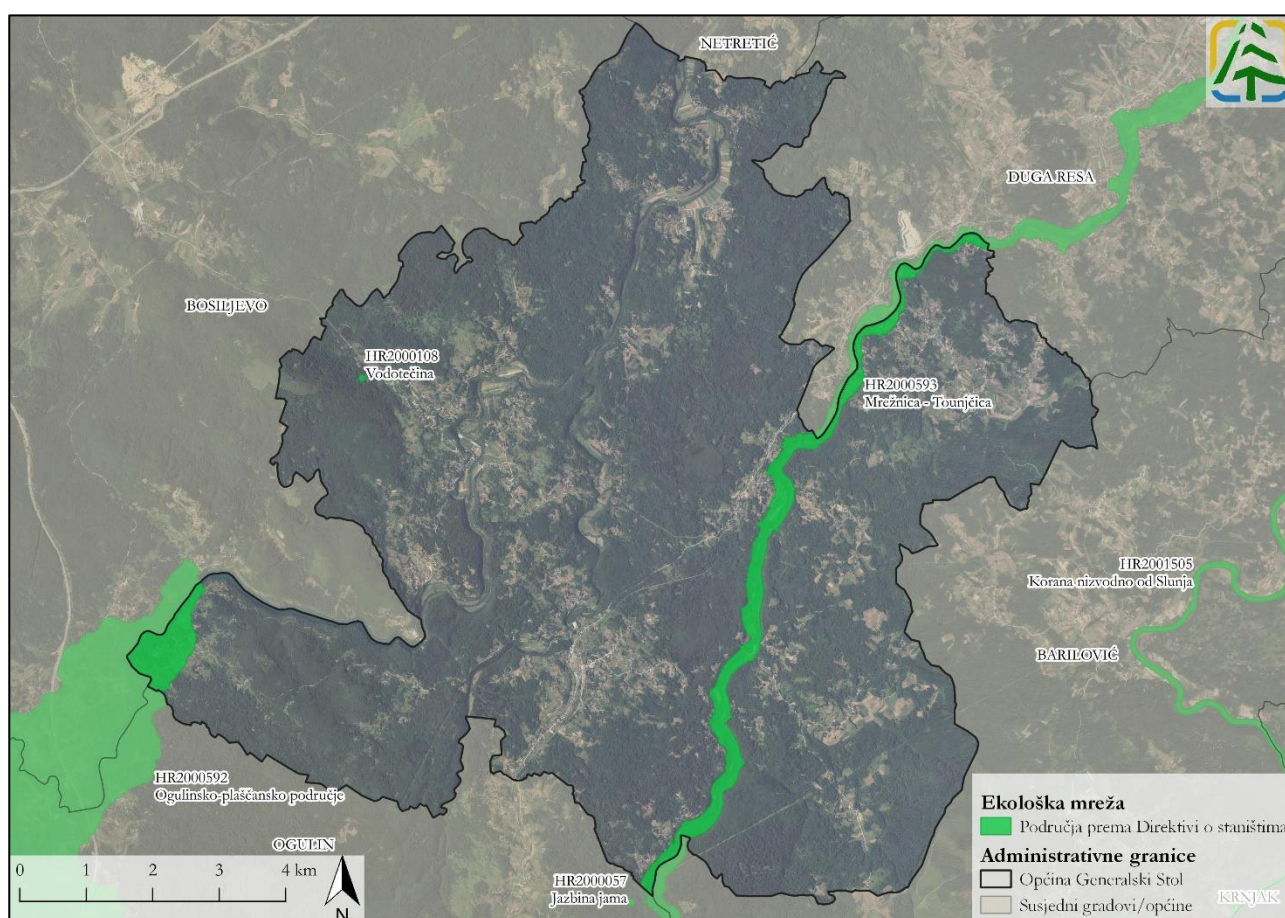 NETRETIĆ
DUGA RESA
BOSILJEVO
HR2000108
Vodotečina
HR2000593
Mrežnica - Tounjčica
HR2001505
Korana nizvodno od Slunja
BARILOVIĆ
HR2000592
Ogulinsko-plaščansko područje
OGULIN
HR2000057
Jazbina jama
KRNJAK
0 1 2 3 4 km
N
Ekološka mreža
Područja prema Direktivi o staništima
Administrativne granice
Općina Generalski Stol
Susjedni gradovi/općine